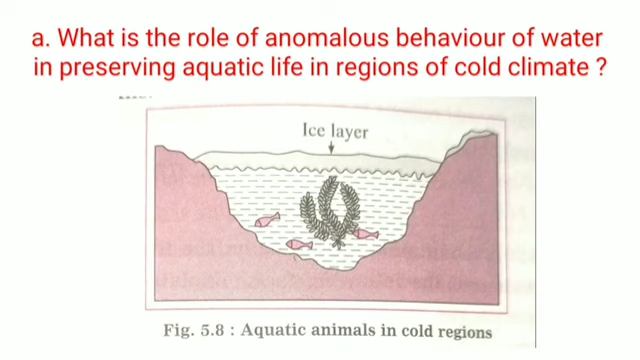 a. What is the role of anomalous behaviour of water
in preserving aquatic life in regions of cold climate ?
Ice layer
Fig. 5.8 : Aquatic animals in cold regions